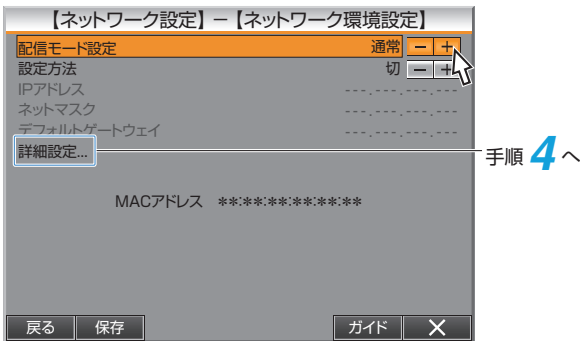 【ネットワーク設定】－【ネットワーク環境設定】
配信モード設定 通常 － ＋
設定方法 切 － ＋
IPアドレス ---.---.---.---
ネットマスク ---.---.---.---
デフォルトゲートウェイ ---.---.---.---
詳細設定...
手順 4 へ
MACアドレス **:**:**:**:**:**
戻る 保存 ガイド ×